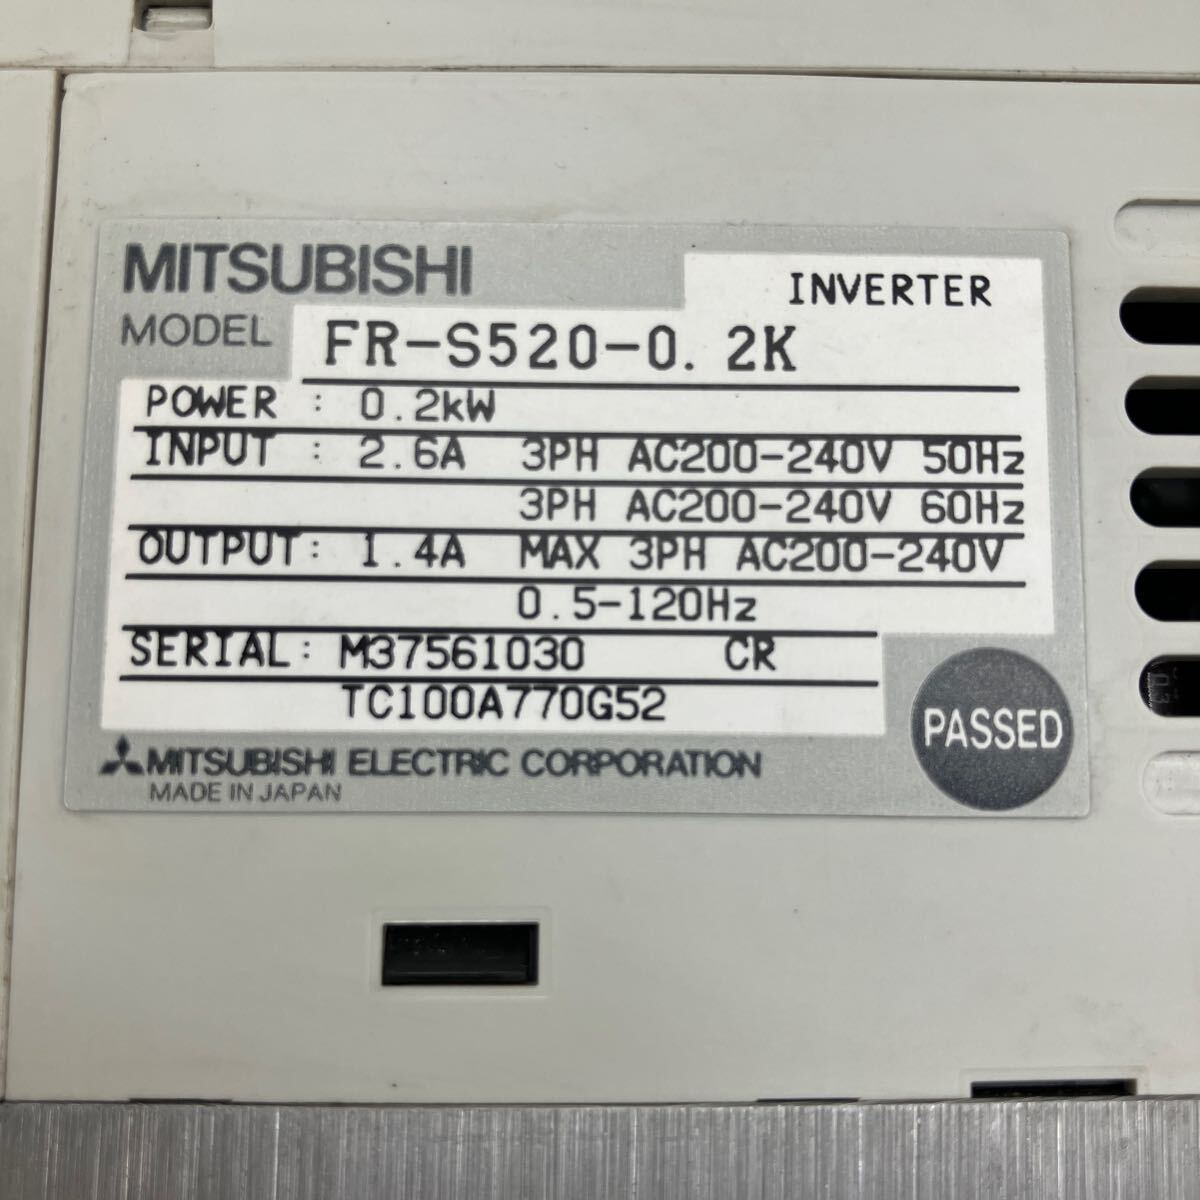 MITSUBISHI
INVERTER
MODEL FR-S520-0.2K
POWER : 0.2kW
INPUT : 2.6A 3PH AC200-240V 50Hz
3PH AC200-240V 60Hz
OUTPUT: 1.4A MAX 3PH AC200-240V
0.5-120Hz
SERIAL: M37561030 CR
TC100A770G52
PASSED
MITSUBISHI ELECTRIC CORPORATION
MADE IN JAPAN